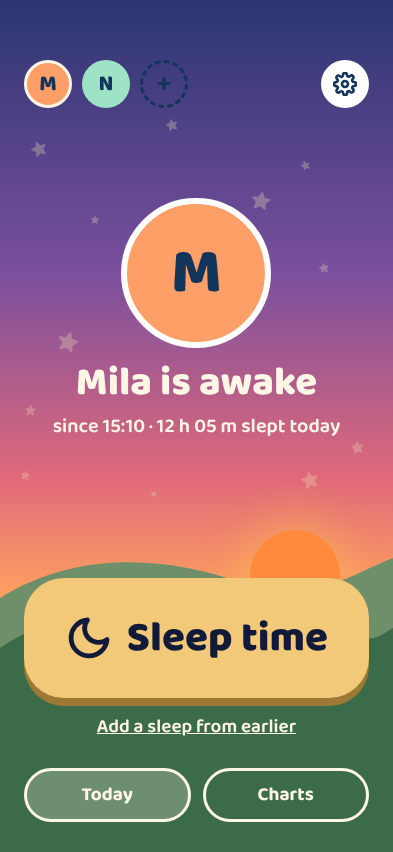 M N +
M
Mila is awake
since 15:10 · 12 h 05 m slept today
Sleep time
Add a sleep from earlier
Today Charts